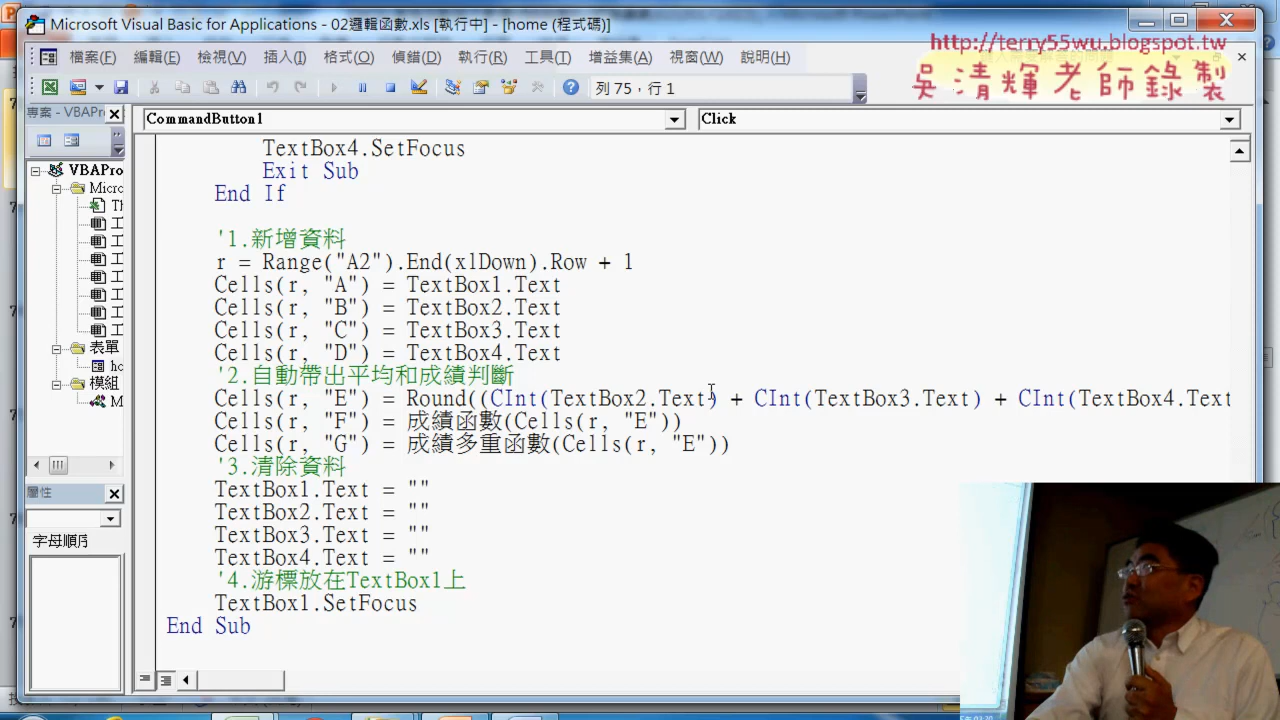 Microsoft Visual Basic for Applications - 02邏輯函數.xls [執行中] - [home (程式碼)]
http://terry55wu.blogspot.tw
檔案(F) 編輯(E) 檢視(V) 插入(I) 格式(O) 偵錯(D) 執行(R) 工具(T) 增益集(A) 視窗(W) 說明(H)
吳清輝老師錄製
列 75，行 1
專案 - VBAPr
CommandButton1
Click
VBAPro
Micro
工
工
工
工
工
工
工
表單
模組
屬性
字母順序
TextBox4.SetFocus
Exit Sub
End If
'1.新增資料
r = Range("A2").End(xlDown).Row + 1
Cells(r, "A") = TextBox1.Text
Cells(r, "B") = TextBox2.Text
Cells(r, "C") = TextBox3.Text
Cells(r, "D") = TextBox4.Text
'2.自動帶出平均和成績判斷
Cells(r, "E") = Round((CInt(TextBox2.Text) + CInt(TextBox3.Text) + CInt(TextBox4.Text
Cells(r, "F") = 成績函數(Cells(r, "E"))
Cells(r, "G") = 成績多重函數(Cells(r, "E"))
'3.清除資料
TextBox1.Text = ""
TextBox2.Text = ""
TextBox3.Text = ""
TextBox4.Text = ""
'4.游標放在TextBox1上
TextBox1.SetFocus
End Sub